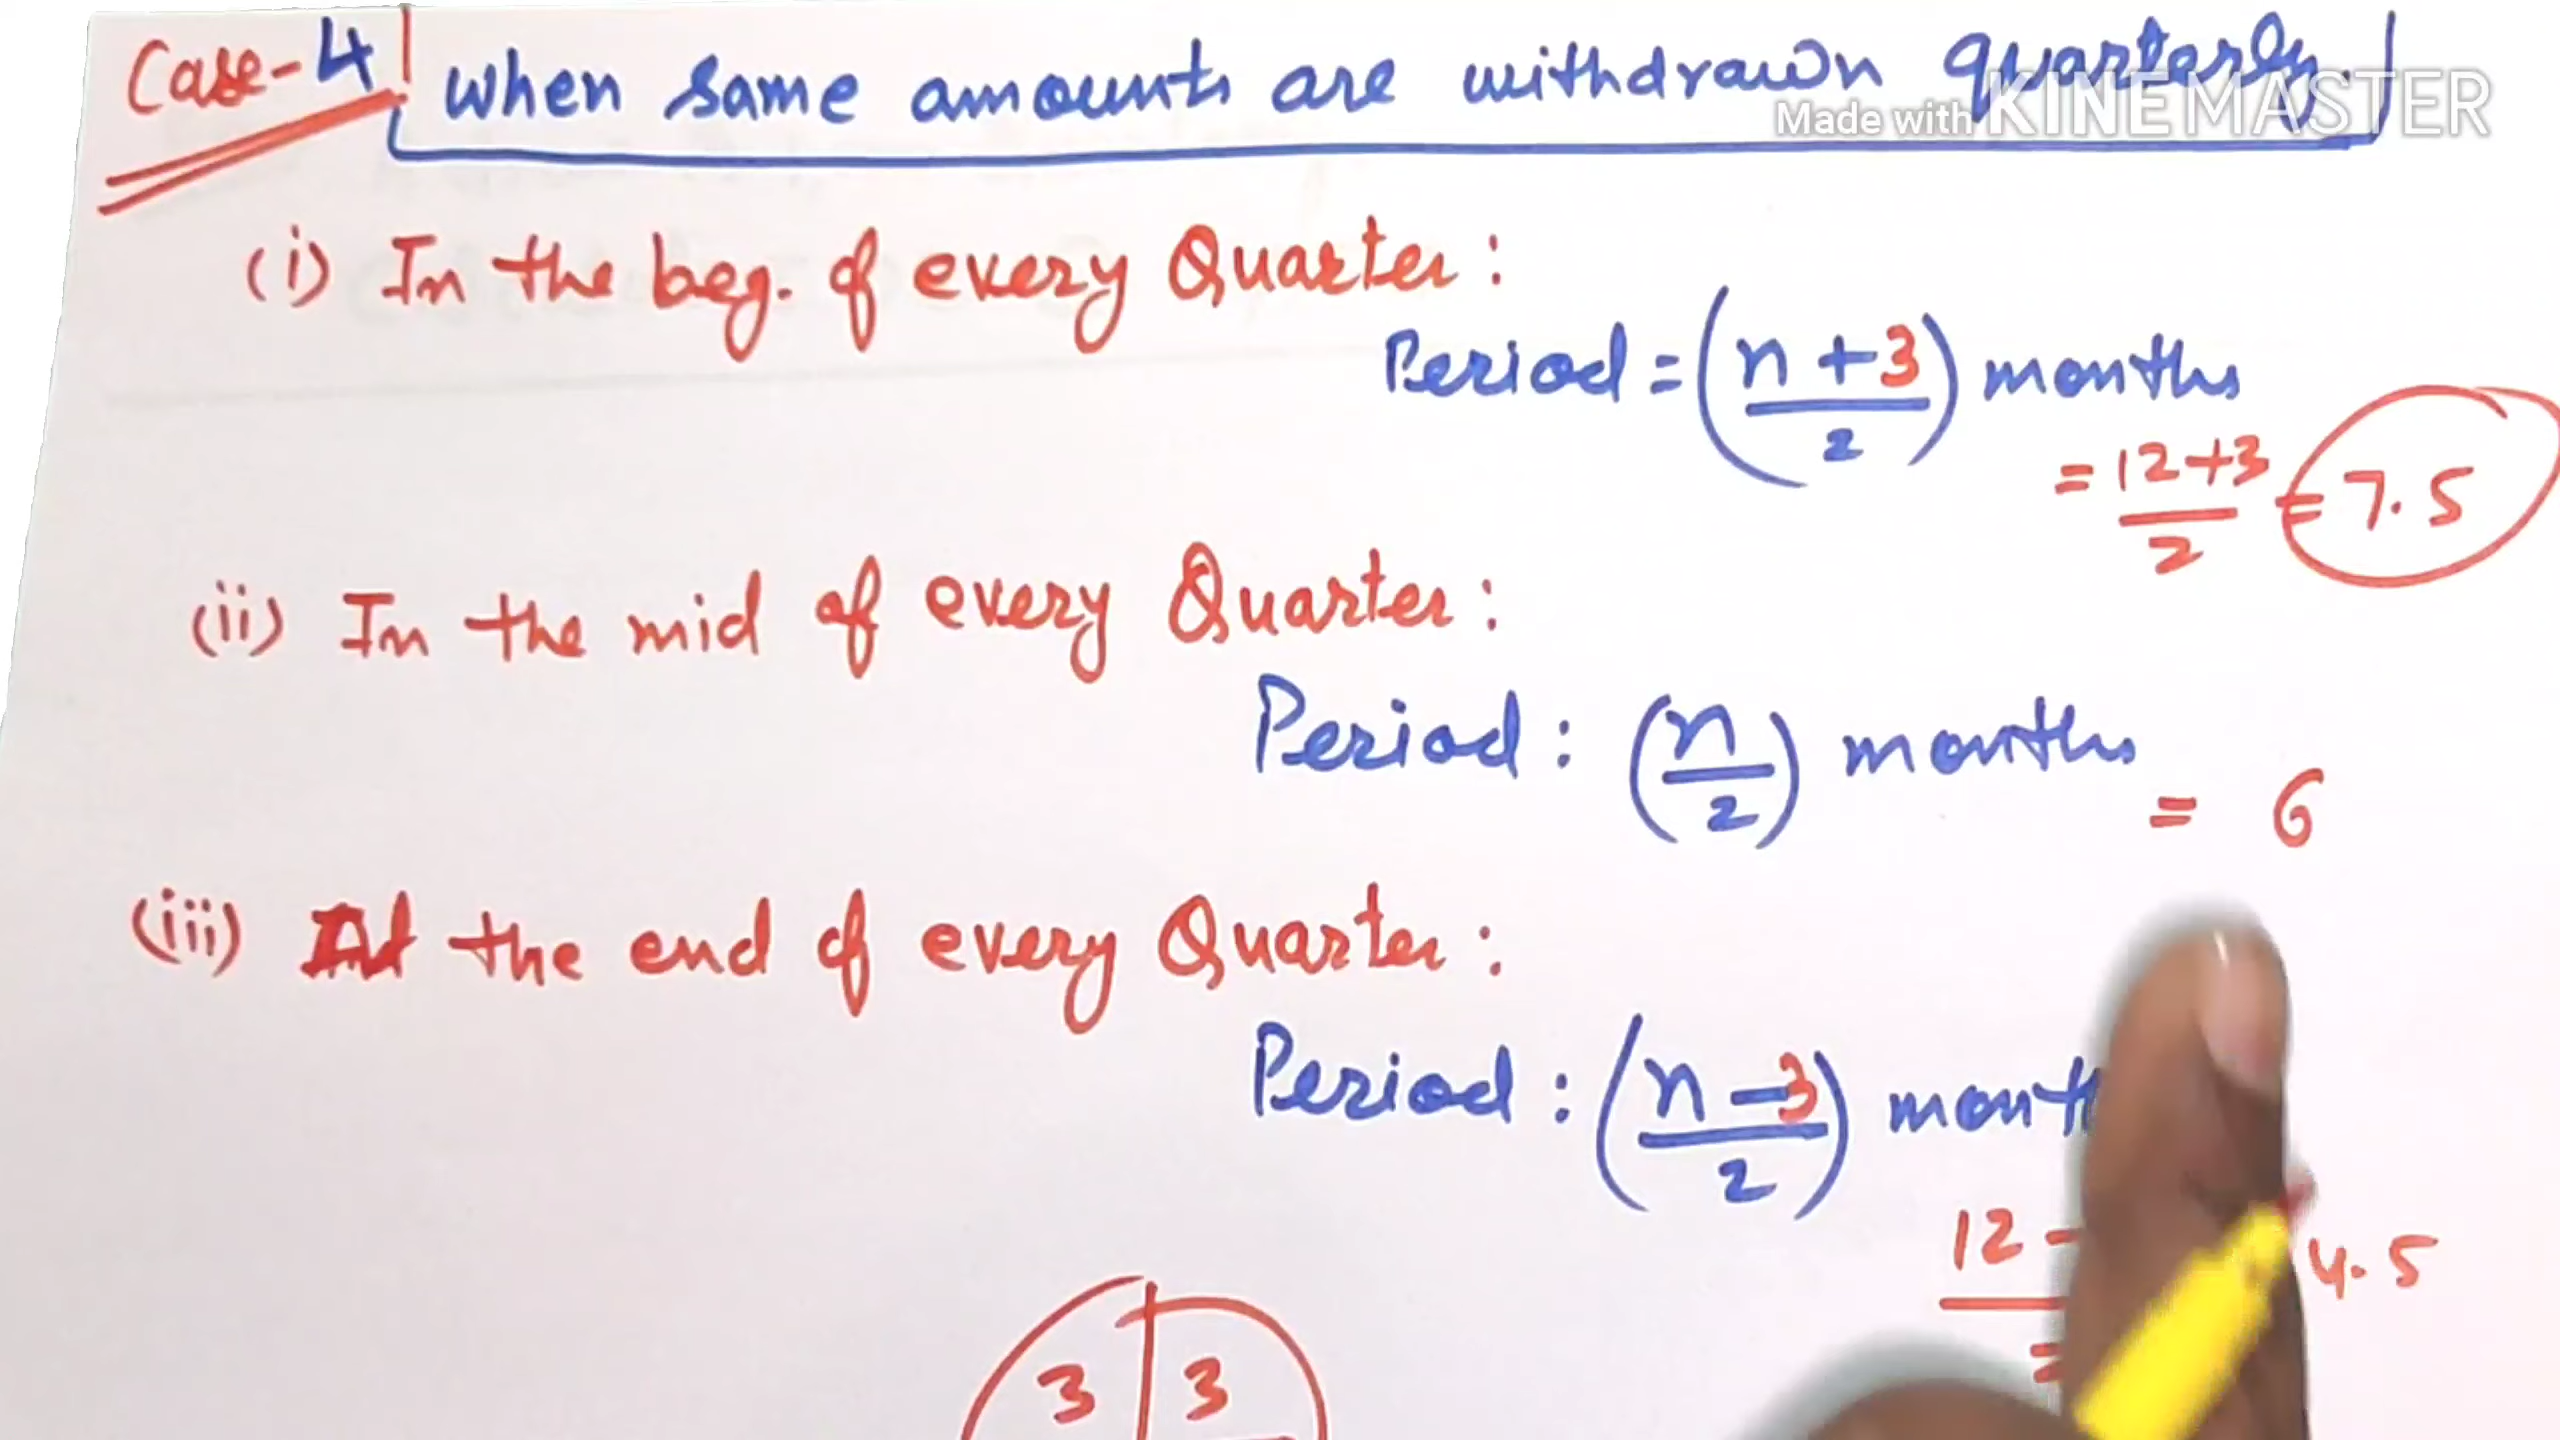 Case-4 When same amounts are withdrawn quarterly.
Made with KINEMASTER
(i) In the beg. of every Quarter:
Period = (n + 3 / 2) months
= 12+3 / 2 = 7.5
(ii) In the mid of every Quarter:
Period : (n / 2) months
= 6
(iii) At the end of every Quarter:
Period : (n - 3 / 2)
12 - 4.5
3 3